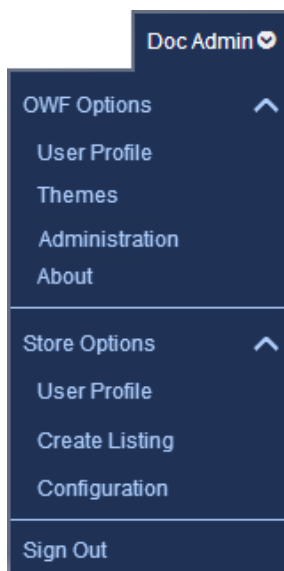 Doc Admin
OWF Options
User Profile
Themes
Administration
About
Store Options
User Profile
Create Listing
Configuration
Sign Out